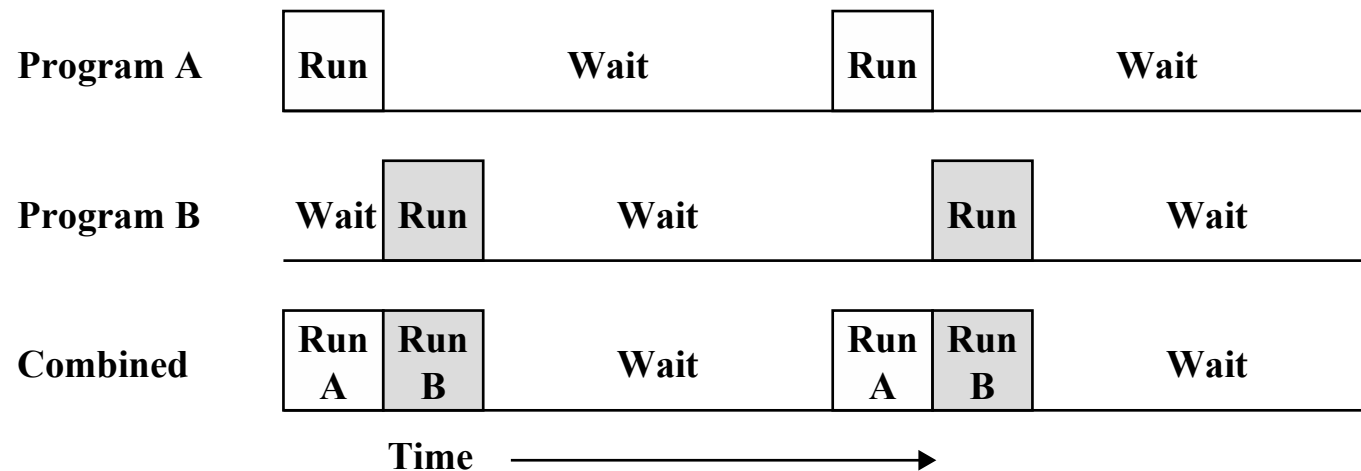 Program A Run Wait Run Wait
Program B Wait Run Wait Run Wait
Combined Run A Run B Wait Run A Run B Wait
Time